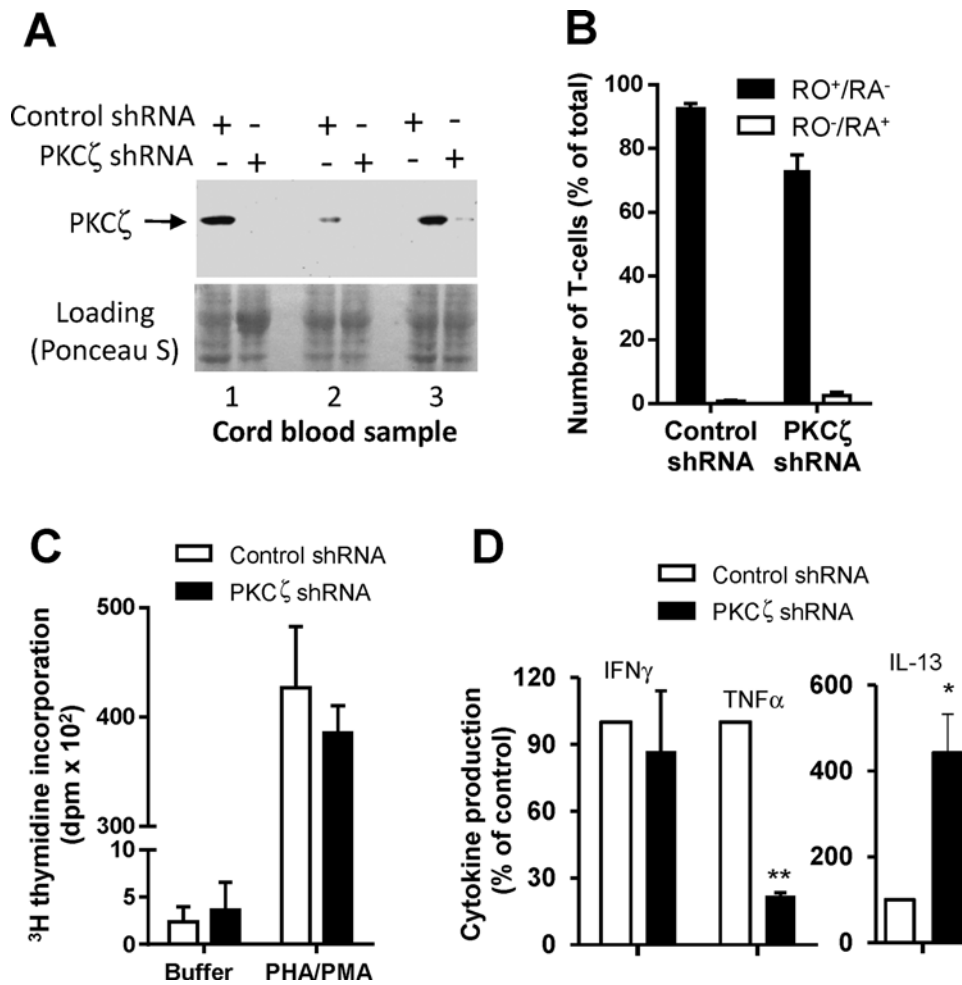 A
Control shRNA + - + - + -
PKCζ shRNA - + - + - +
PKCζ
Loading
(Ponceau S)
1 2 3
Cord blood sample
B
Number of T-cells (% of total)
100
80
60
40
20
0
RO⁺/RA⁻
RO⁻/RA⁺
Control
shRNA
PKCζ
shRNA
C
Control shRNA
PKCζ shRNA
³H thymidine incorporation
(dpm x 10²)
500
400
300
10
5
0
Buffer PHA/PMA
D
Control shRNA
PKCζ shRNA
Cytokine production
(% of control)
120
90
60
30
0
IFNγ
TNFα
**
IL-13
600
400
200
0
*